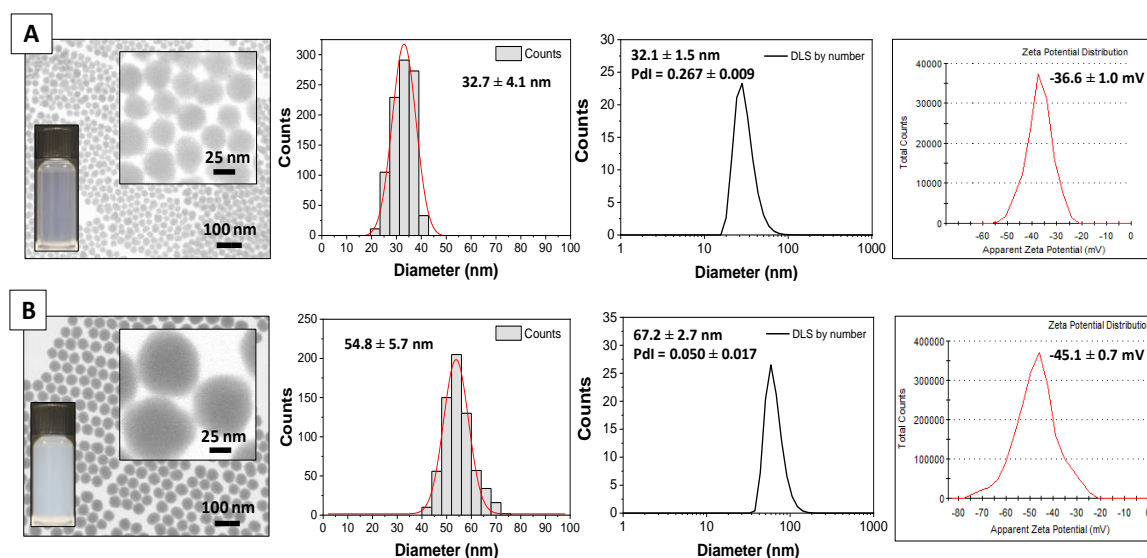 A
25 nm
100 nm
Counts
32.7 ± 4.1 nm
300
250
200
150
100
50
0
Counts
0 10 20 30 40 50 60 70 80 90 100
Diameter (nm)
32.1 ± 1.5 nm
PdI = 0.267 ± 0.009
DLS by number
30
25
20
15
10
5
0
Counts
1 10 100 1000
Diameter (nm)
Zeta Potential Distribution
-36.6 ± 1.0 mV
40000
30000
20000
10000
0
Total Counts
-60 -50 -40 -30 -20 -10 0
Apparent Zeta Potential (mV)
B
25 nm
100 nm
54.8 ± 5.7 nm
Counts
250
200
150
100
50
0
Counts
0 10 20 30 40 50 60 70 80 90 100
Diameter (nm)
67.2 ± 2.7 nm
PdI = 0.050 ± 0.017
DLS by number
35
30
25
20
15
10
5
0
Counts
1 10 100 1000
Diameter (nm)
Zeta Potential Distributio
-45.1 ± 0.7 mV
400000
300000
200000
100000
0
Total Counts
-80 -70 -60 -50 -40 -30 -20 -10 0
Apparent Zeta Potential (mV)